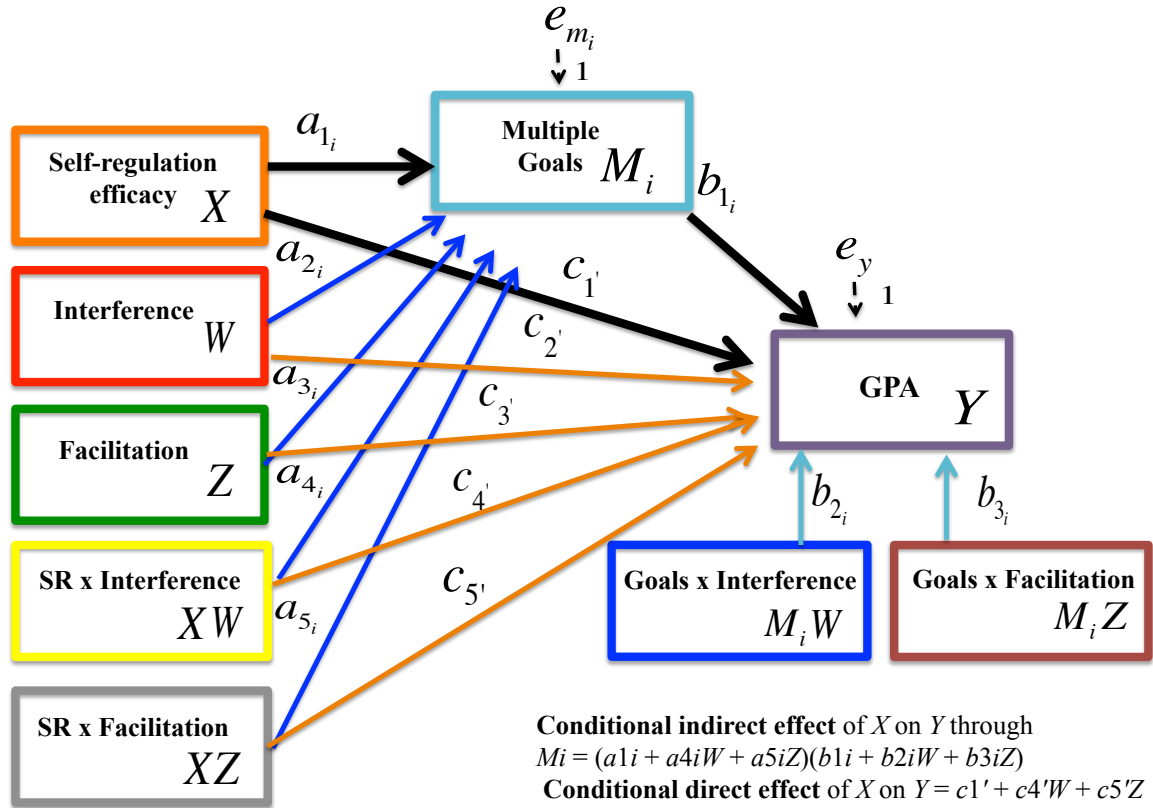 e_{m_i}
1
Multiple
Goals M_i
a_{1_i}
Self-regulation
efficacy X
b_{1_i}
a_{2_i}
c_{1'}
e_y
1
Interference
W
c_{2'}
a_{3_i}
GPA
Y
c_{3'}
Facilitation
Z
a_{4_i}
c_{4'}
b_{2_i}
b_{3_i}
SR x Interference
XW
a_{5_i}
c_{5'}
Goals x Interference
M_iW
Goals x Facilitation
M_iZ
SR x Facilitation
XZ
Conditional indirect effect of X on Y through
Mi = (a1i + a4iW + a5iZ)(b1i + b2iW + b3iZ)
Conditional direct effect of X on Y = c1' + c4'W + c5'Z